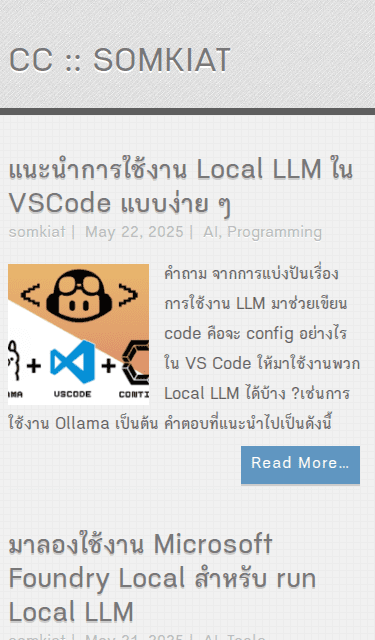 CC :: SOMKIAT
แนะนำการใช้งาน Local LLM ใน
VSCode แบบง่าย ๆ
somkiat | May 22, 2025 | AI, Programming
คำถาม จากการแบ่งปันเรื่อง
การใช้งาน LLM มาช่วยเขียน
code คือจะ config อย่างไร
ใน VS Code ให้มาใช้งานพวก
Local LLM ได้บ้าง ?เช่นการ
ใช้งาน Ollama เป็นต้น คำตอบที่แนะนำไปเป็นดังนี้
VSCODE
Read More...
มาลองใช้งาน Microsoft
Foundry Local สำหรับ run
Local LLM
somkiat | May 21, 2025 | AI, Tools